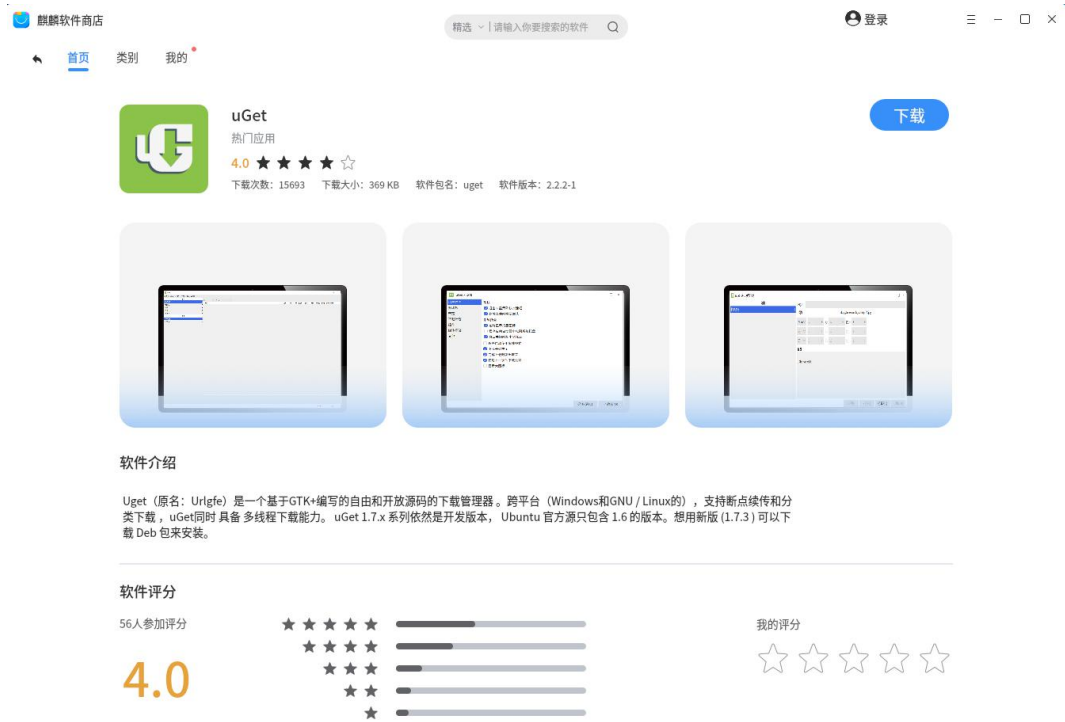 麒麟软件商店
精选 请输入你要搜索的软件
登录
首页 类别 我的
uGet
下载
热门应用
4.0
下载次数：15693 下载大小：369 KB 软件包名：uget 软件版本：2.2.2-1
软件介绍
Uget（原名：Urlgfe）是一个基于GTK+编写的自由和开放源码的下载管理器 。跨平台（Windows和GNU / Linux的），支持断点续传和分
类下载 ，uGet同时 具备 多线程下载能力。 uGet 1.7.x 系列依然是开发版本， Ubuntu 官方源只包含 1.6 的版本。想用新版 (1.7.3 ) 可以下
载 Deb 包来安装。
软件评分
56人参加评分
我的评分
4.0